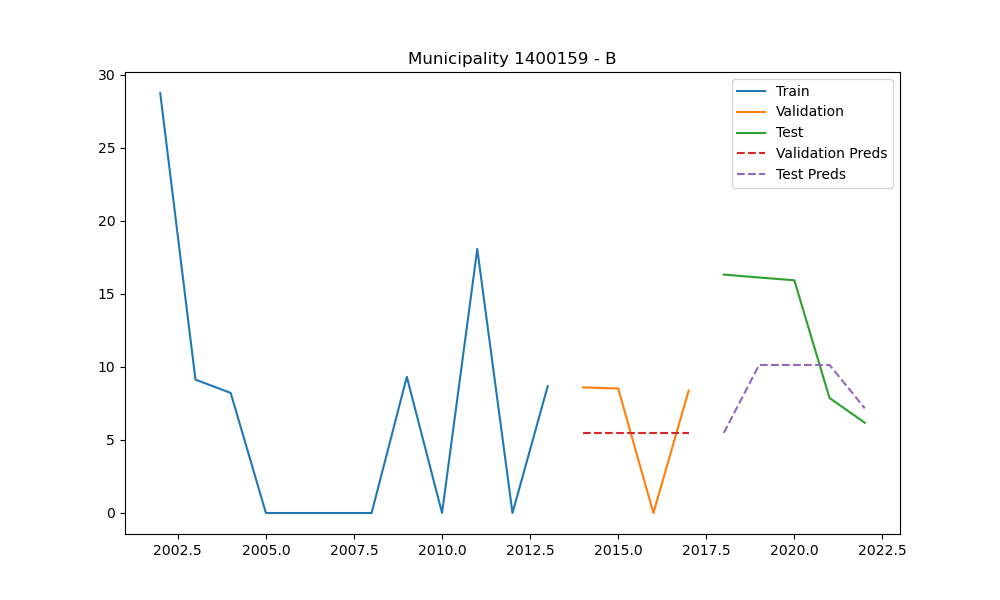 Municipality 1400159 - B
Train
Validation
Test
Validation Preds
Test Preds
30
25
20
15
10
5
0
2002.5 2005.0 2007.5 2010.0 2012.5 2015.0 2017.5 2020.0 2022.5